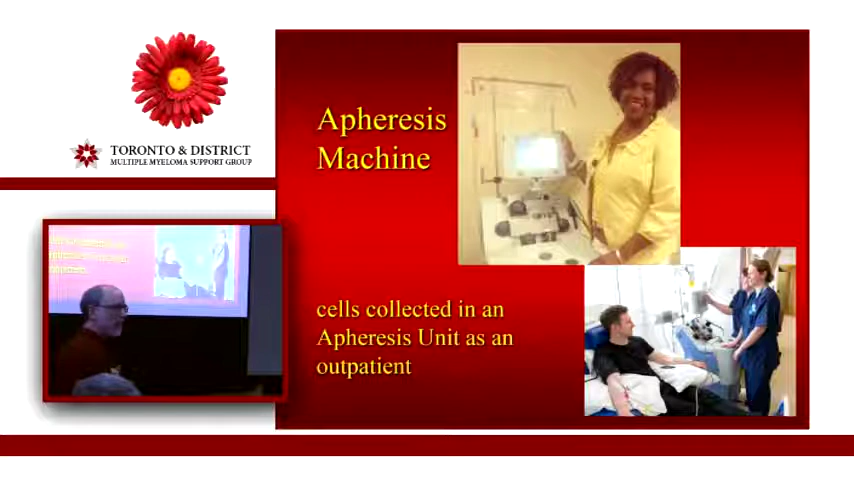 TORONTO & DISTRICT
MULTIPLE MYELOMA SUPPORT GROUP
Apheresis
Machine
cells collected in an
Apheresis Unit as an
outpatient